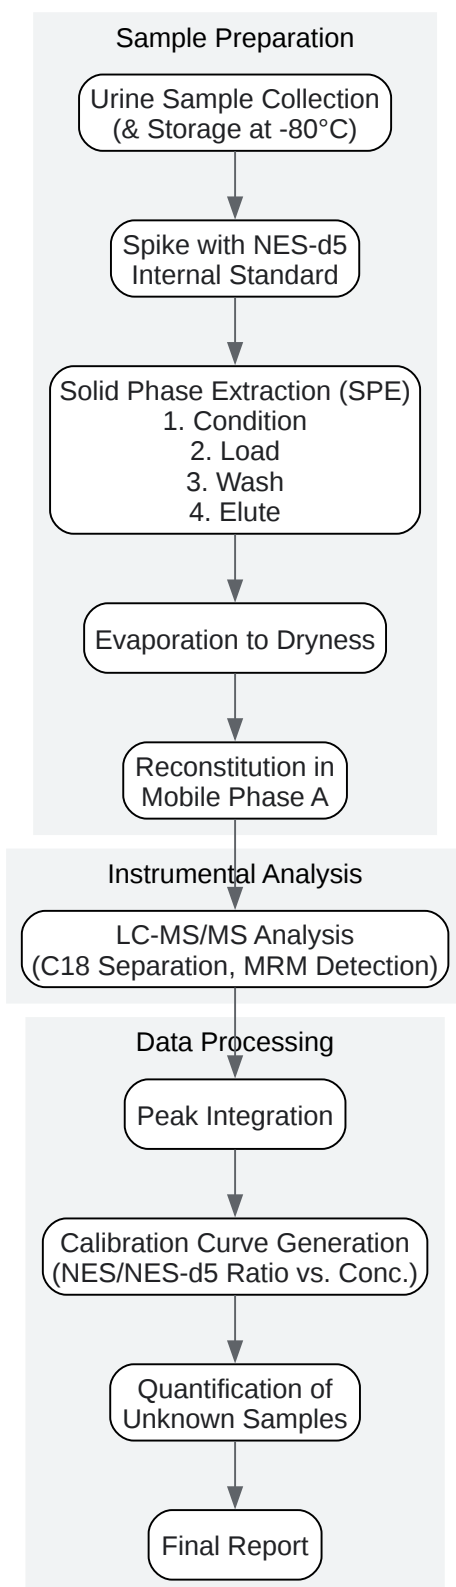 Sample Preparation
Urine Sample Collection
(& Storage at -80°C)
Spike with NES-d5
Internal Standard
Solid Phase Extraction (SPE)
1. Condition
2. Load
3. Wash
4. Elute
Evaporation to Dryness
Reconstitution in
Mobile Phase A
Instrumental Analysis
LC-MS/MS Analysis
(C18 Separation, MRM Detection)
Data Processing
Peak Integration
Calibration Curve Generation
(NES/NES-d5 Ratio vs. Conc.)
Quantification of
Unknown Samples
Final Report